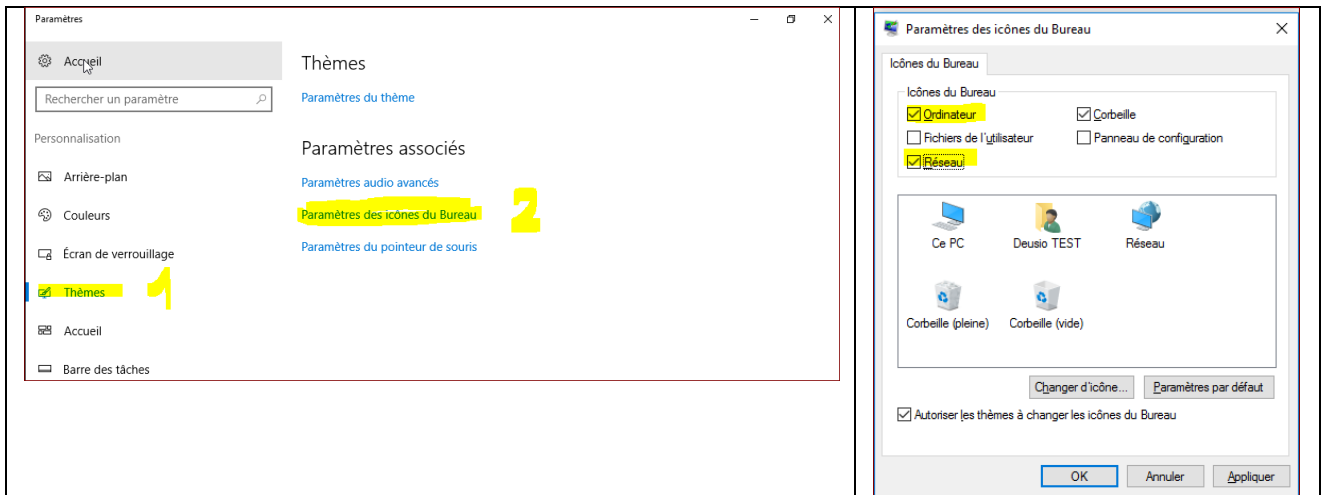 Paramètres
Accueil
Thèmes
Rechercher un paramètre
Paramètres du thème
Personnalisation
Paramètres associés
Arrière-plan
Paramètres audio avancés
Couleurs
Paramètres des icônes du Bureau
2
Écran de verrouillage
Paramètres du pointeur de souris
Thèmes
1
Accueil
Barre des tâches
Paramètres des icônes du Bureau
Icônes du Bureau
Icônes du Bureau
Ordinateur
Corbeille
Fichiers de l'utilisateur
Panneau de configuration
Réseau
Ce PC
Deusio TEST
Réseau
Corbeille (pleine)
Corbeille (vide)
Changer d'icône...
Paramètres par défaut
Autoriser les thèmes à changer les icônes du Bureau
OK
Annuler
Appliquer